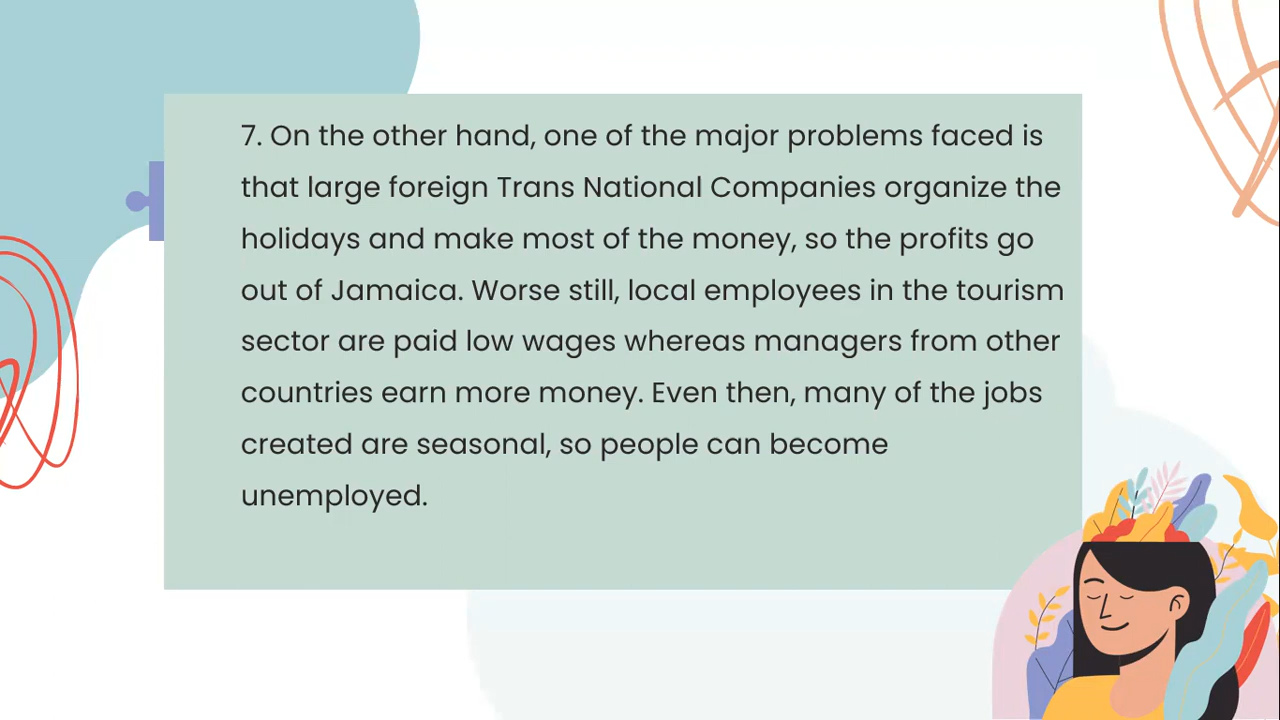 7. On the other hand, one of the major problems faced is
that large foreign Trans National Companies organize the
holidays and make most of the money, so the profits go
out of Jamaica. Worse still, local employees in the tourism
sector are paid low wages whereas managers from other
countries earn more money. Even then, many of the jobs
created are seasonal, so people can become
unemployed.